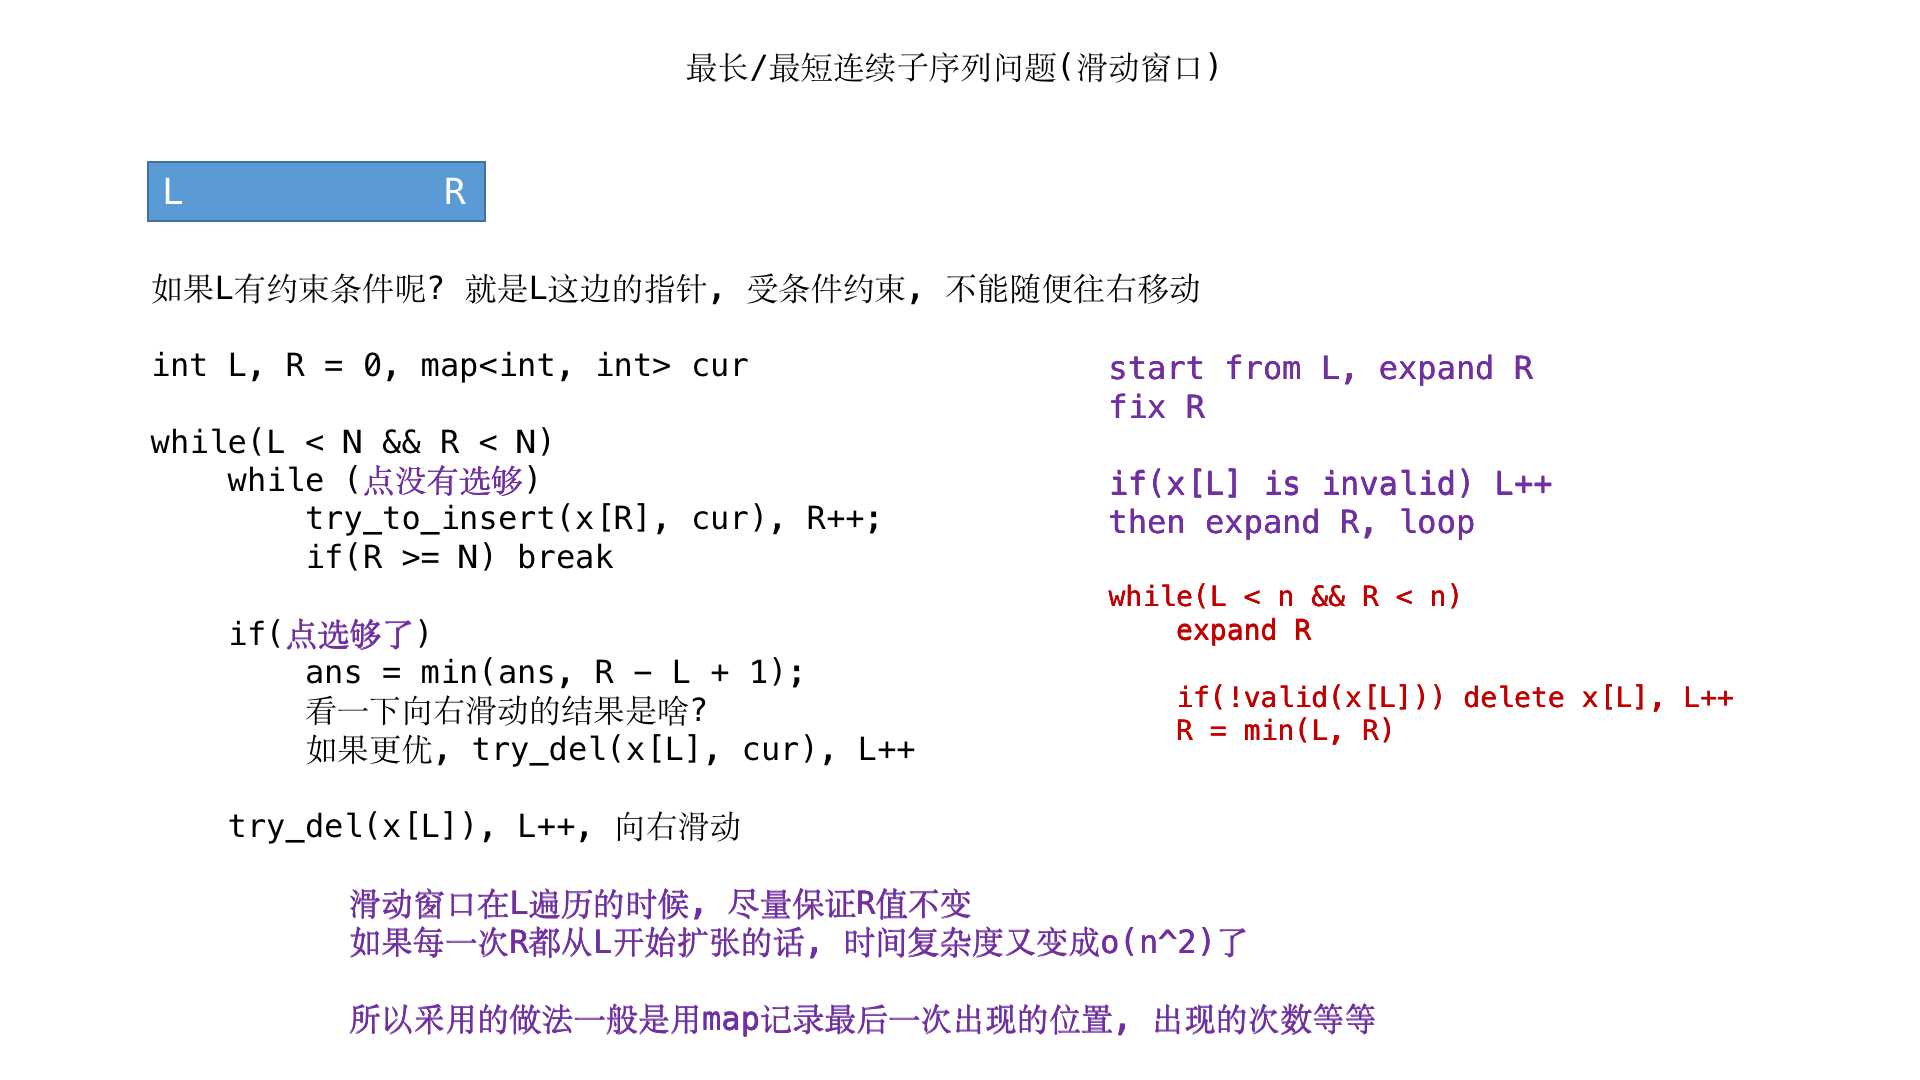 最长/最短连续子序列问题(滑动窗口)
L R
如果L有约束条件呢? 就是L这边的指针, 受条件约束, 不能随便往右移动
int L, R = 0, map<int, int> cur
while(L < N && R < N)
while (点没有选够)
try_to_insert(x[R], cur), R++;
if(R >= N) break
if(点选够了)
ans = min(ans, R - L + 1);
看一下向右滑动的结果是啥?
如果更优, try_del(x[L], cur), L++
try_del(x[L]), L++, 向右滑动
start from L, expand R
fix R
if(x[L] is invalid) L++
then expand R, loop
while(L < n && R < n)
expand R
if(!valid(x[L])) delete x[L], L++
R = min(L, R)
滑动窗口在L遍历的时候, 尽量保证R值不变
如果每一次R都从L开始扩张的话, 时间复杂度又变成o(n^2)了
所以采用的做法一般是用map记录最后一次出现的位置, 出现的次数等等